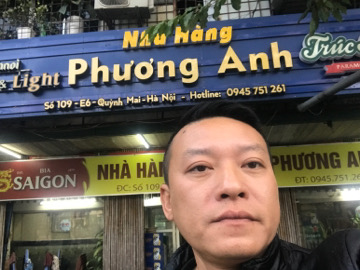 Nhà Hàng
& Light Phương Anh Trúc
Số 109 - E6 - Quỳnh Mai - Hà Nội - Hotline: 0945 751 261
BIA
SAIGON
NHÀ HÀN PHƯƠNG AN
ĐC: Số 109 ĐT: 0945.751.26